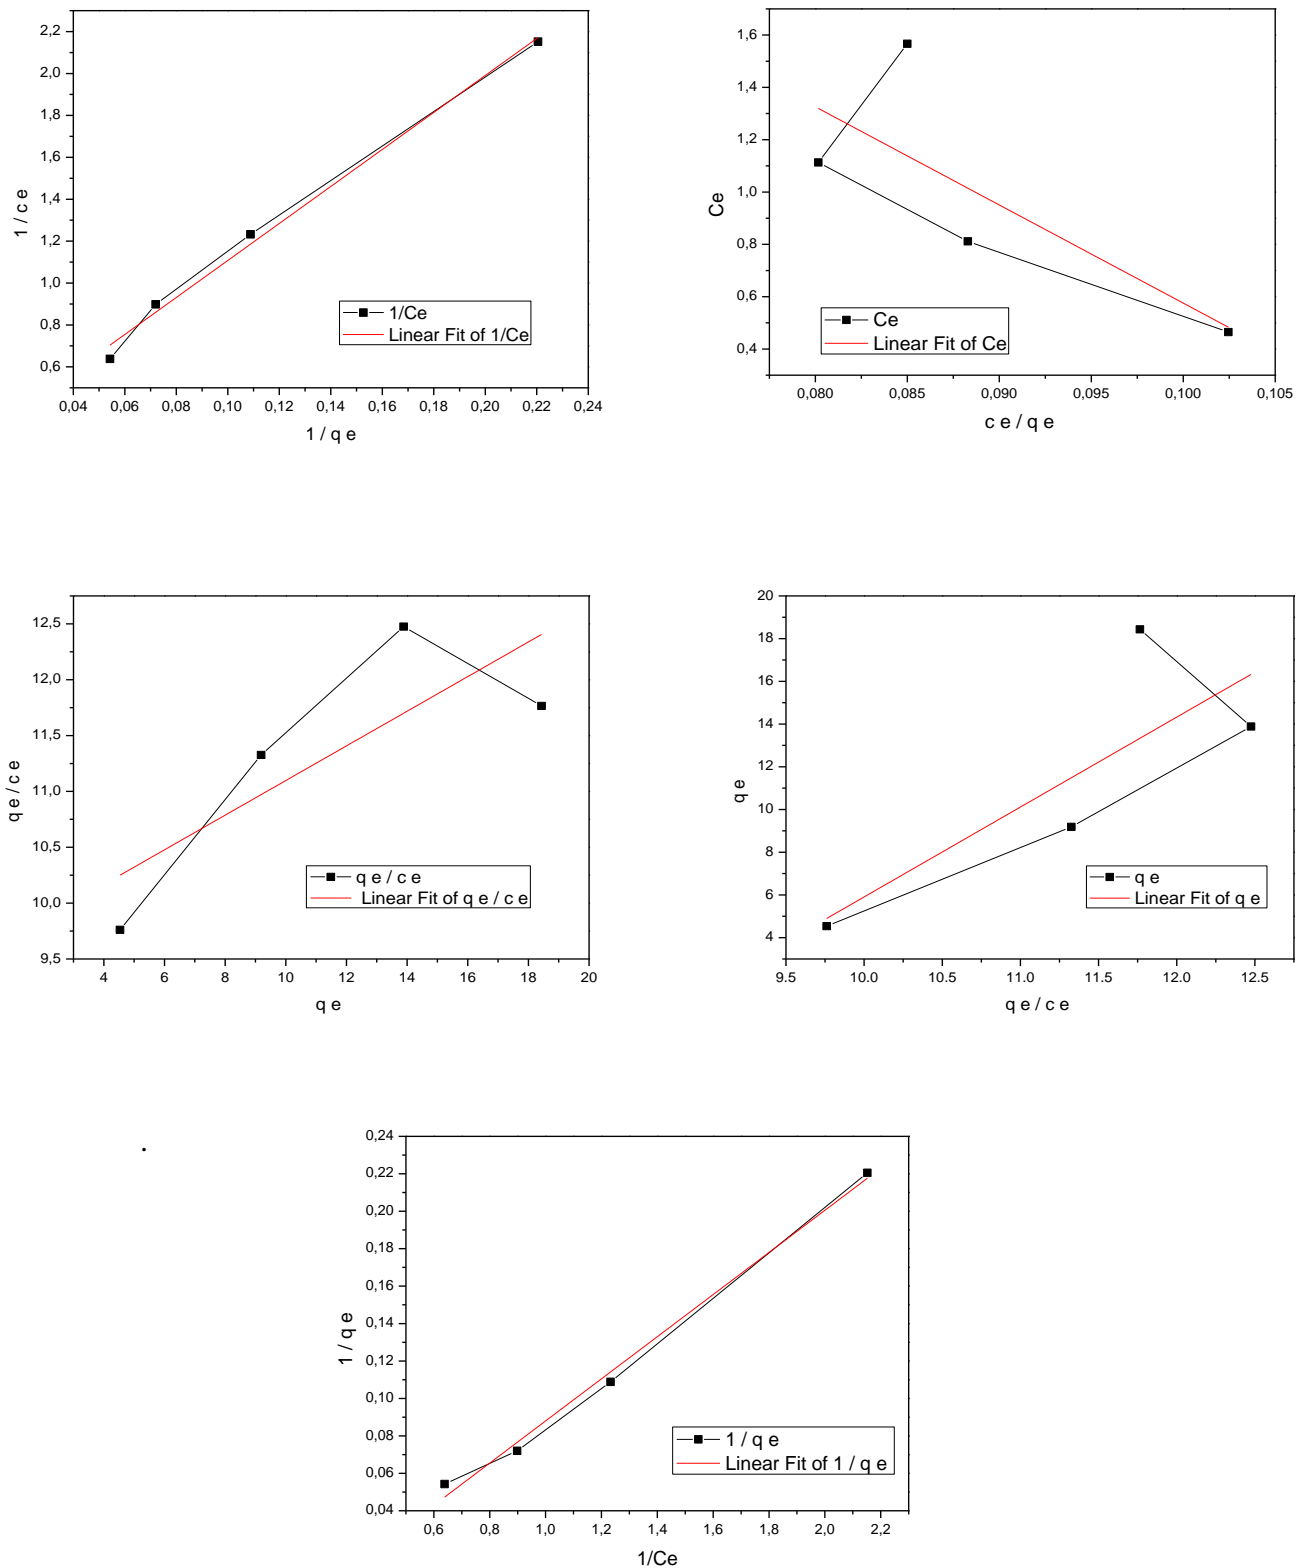 2,2
2,0
1,8
1,6
1,4
1,2
1,0
0,8
0,6
1 / c e
0,04 0,06 0,08 0,10 0,12 0,14 0,16 0,18 0,20 0,22 0,24
1 / q e
1/Ce
Linear Fit of 1/Ce
1,6
1,4
1,2
1,0
0,8
0,6
0,4
Ce
0,080 0,085 0,090 0,095 0,100 0,105
c e / q e
Ce
Linear Fit of Ce
12,5
12,0
11,5
11,0
10,5
10,0
9,5
q e / c e
4 6 8 10 12 14 16 18 20
q e
q e / c e
Linear Fit of q e / c e
20
18
16
14
12
10
8
6
4
q e
9.5 10.0 10.5 11.0 11.5 12.0 12.5
q e / c e
q e
Linear Fit of q e
.
0,24
0,22
0,20
0,18
0,16
0,14
0,12
0,10
0,08
0,06
0,04
1 / q e
0,6 0,8 1,0 1,2 1,4 1,6 1,8 2,0 2,2
1/Ce
1 / q e
Linear Fit of 1 / q e